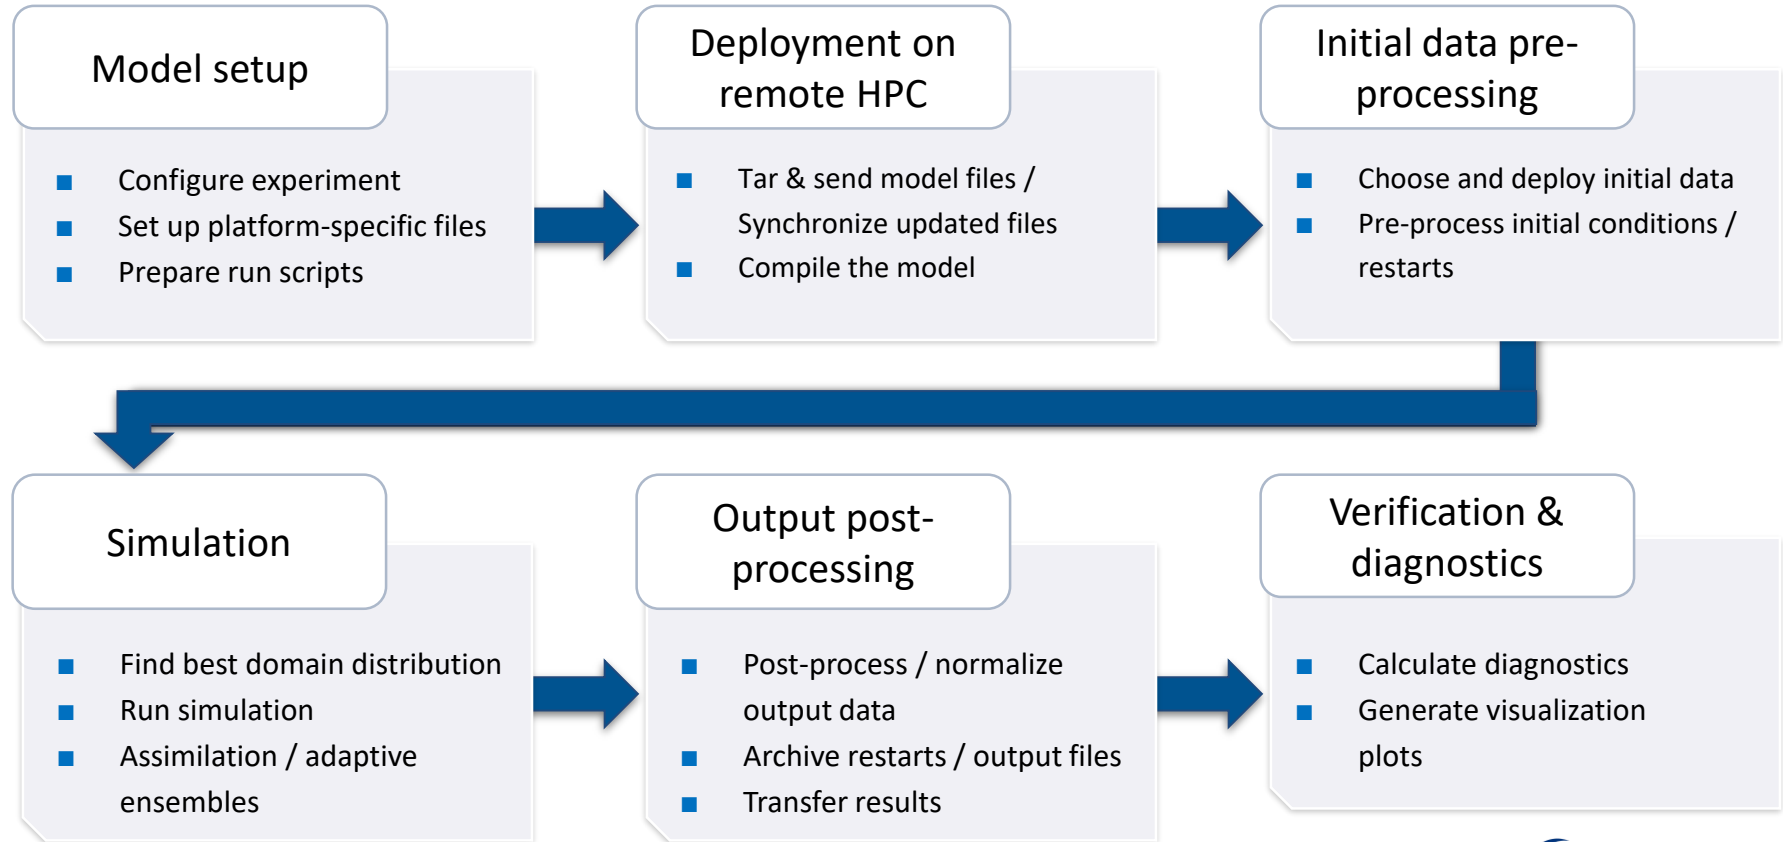 Model setup
■ Configure experiment
■ Set up platform-specific files
■ Prepare run scripts
Deployment on
remote HPC
■ Tar & send model files /
Synchronize updated files
■ Compile the model
Initial data pre-
processing
■ Choose and deploy initial data
■ Pre-process initial conditions /
restarts
Simulation
■ Find best domain distribution
■ Run simulation
■ Assimilation / adaptive
ensembles
Output post-
processing
■ Post-process / normalize
output data
■ Archive restarts / output files
■ Transfer results
Verification &
diagnostics
■ Calculate diagnostics
■ Generate visualization
plots